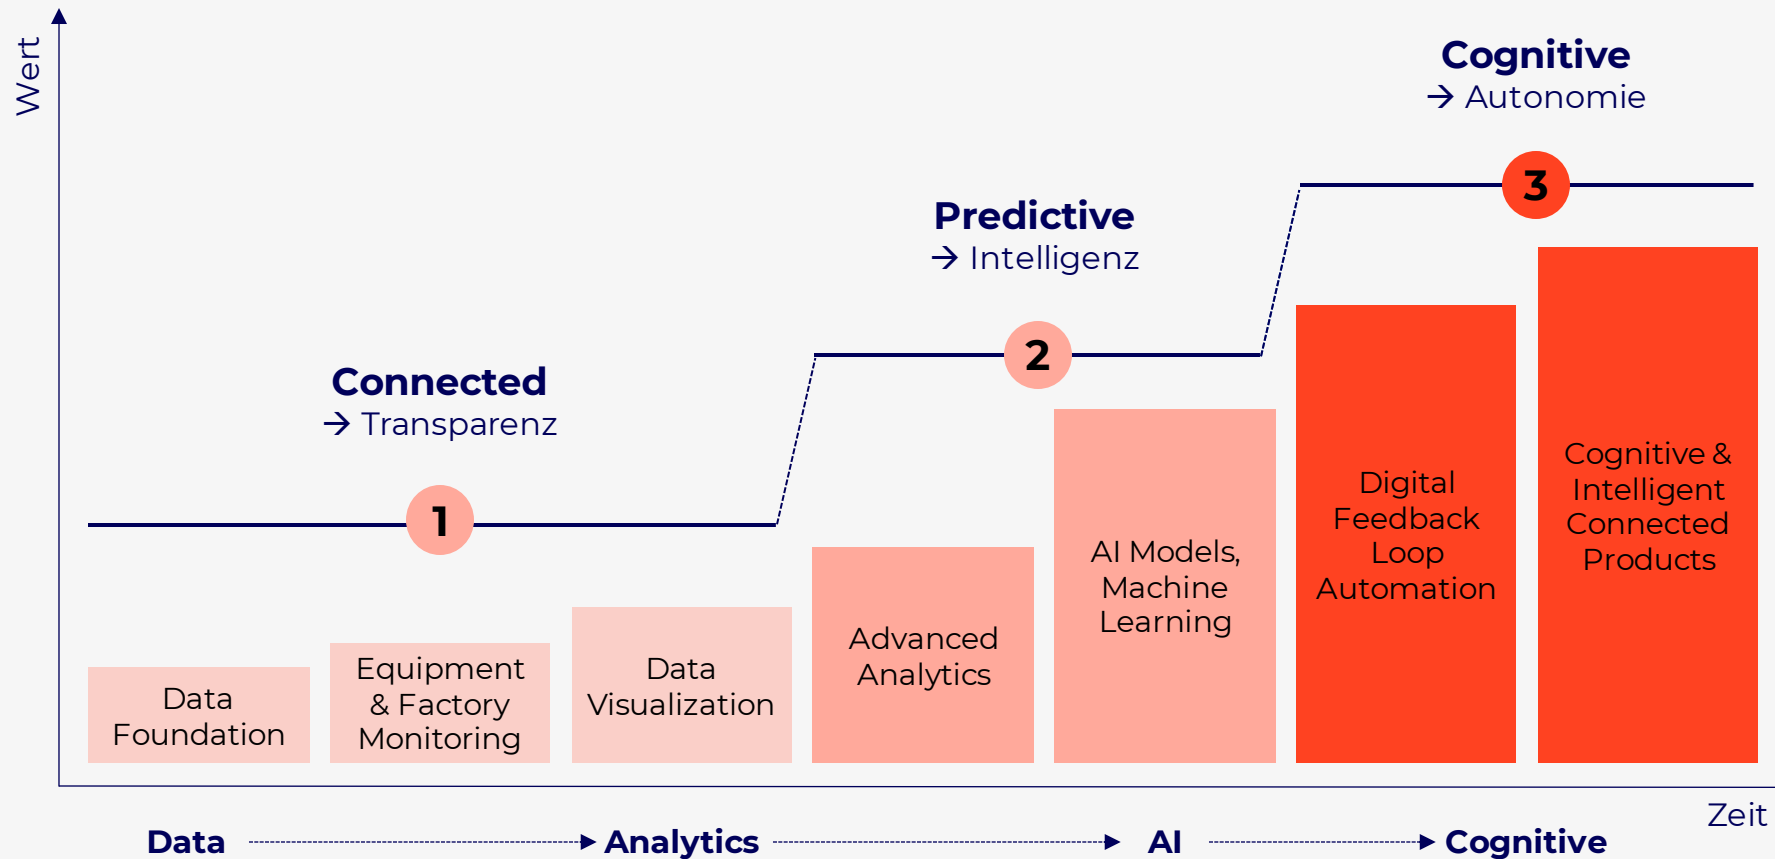 Wert
Cognitive
→ Autonomie
3
Predictive
→ Intelligenz
2
Connected
→ Transparenz
1
Data
Foundation
Equipment
& Factory
Monitoring
Data
Visualization
Advanced
Analytics
AI Models,
Machine
Learning
Digital
Feedback
Loop
Automation
Cognitive &
Intelligent
Connected
Products
Zeit
Data
Analytics
AI
Cognitive